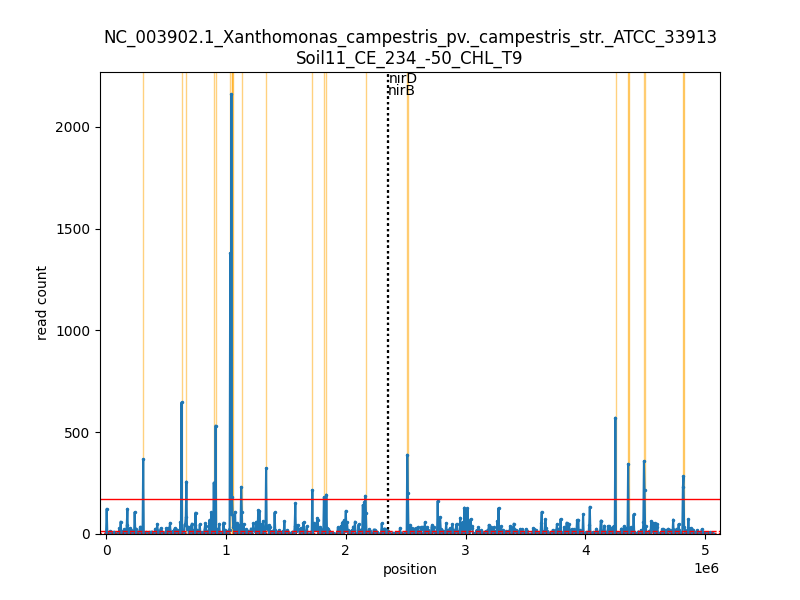 NC_003902.1_Xanthomonas_campestris_pv._campestris_str._ATCC_33913
Soil11_CE_234_-50_CHL_T9
nirD
nirB
2000
1500
1000
500
0
read count
0 1 2 3 4 5
1e6
position